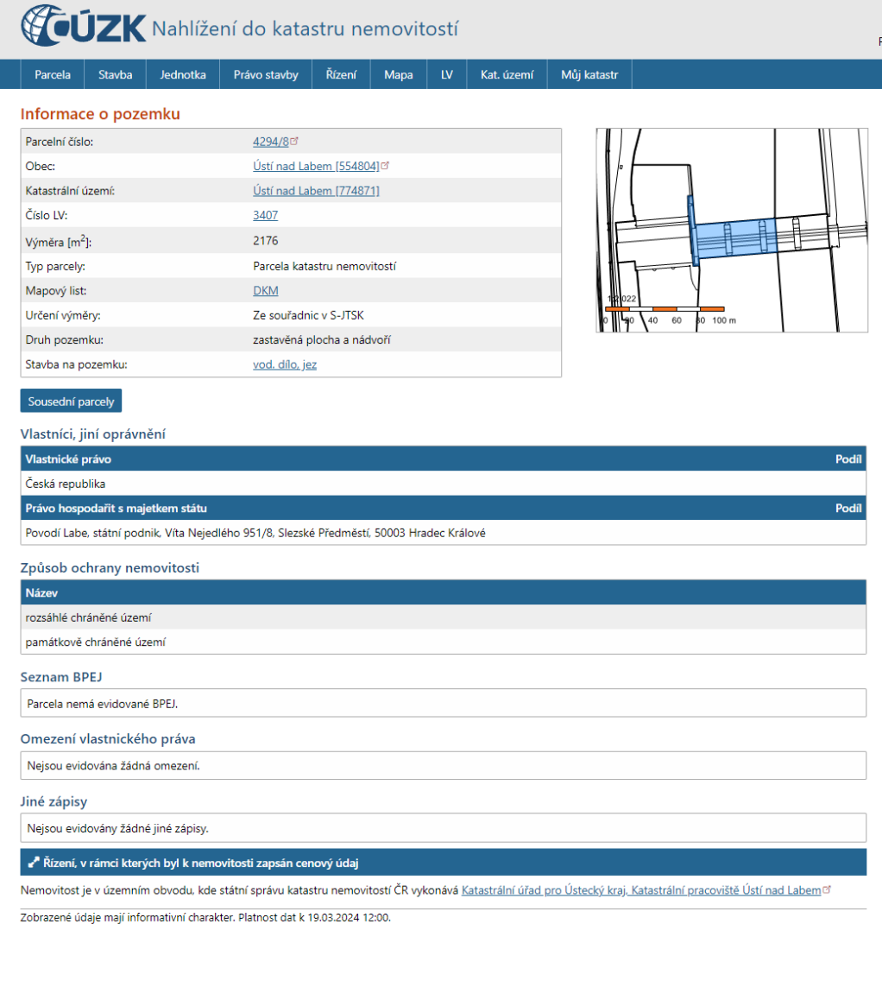 ČÚZK Nahlížení do katastru nemovitostí
Parcela Stavba Jednotka Právo stavby Řízení Mapa LV Kat. území Můj katastr
Informace o pozemku
Parcelní číslo: 4294/8
Obec: Ústí nad Labem [554804]
Katastrální území: Ústí nad Labem [774871]
Číslo LV: 3407
Výměra [m2]: 2176
Typ parcely: Parcela katastru nemovitostí
Mapový list: DKM
Určení výměry: Ze souřadnic v S-JTSK
Druh pozemku: zastavěná plocha a nádvoří
Stavba na pozemku: vod. dílo, jez
1:2 022
0 20 40 60 80 100 m
Sousední parcely
Vlastníci, jiní oprávnění
Vlastnické právo Podíl
Česká republika
Právo hospodařit s majetkem státu Podíl
Povodí Labe, státní podnik, Víta Nejedlého 951/8, Slezské Předměstí, 50003 Hradec Králové
Způsob ochrany nemovitosti
Název
rozsáhlé chráněné území
památkově chráněné území
Seznam BPEJ
Parcela nemá evidované BPEJ.
Omezení vlastnického práva
Nejsou evidována žádná omezení.
Jiné zápisy
Nejsou evidovány žádné jiné zápisy.
Řízení, v rámci kterých byl k nemovitosti zapsán cenový údaj
Nemovitost je v územním obvodu, kde státní správu katastru nemovitostí ČR vykonává Katastrální úřad pro Ústecký kraj, Katastrální pracoviště Ústí nad Labem
Zobrazené údaje mají informativní charakter. Platnost dat k 19.03.2024 12:00.